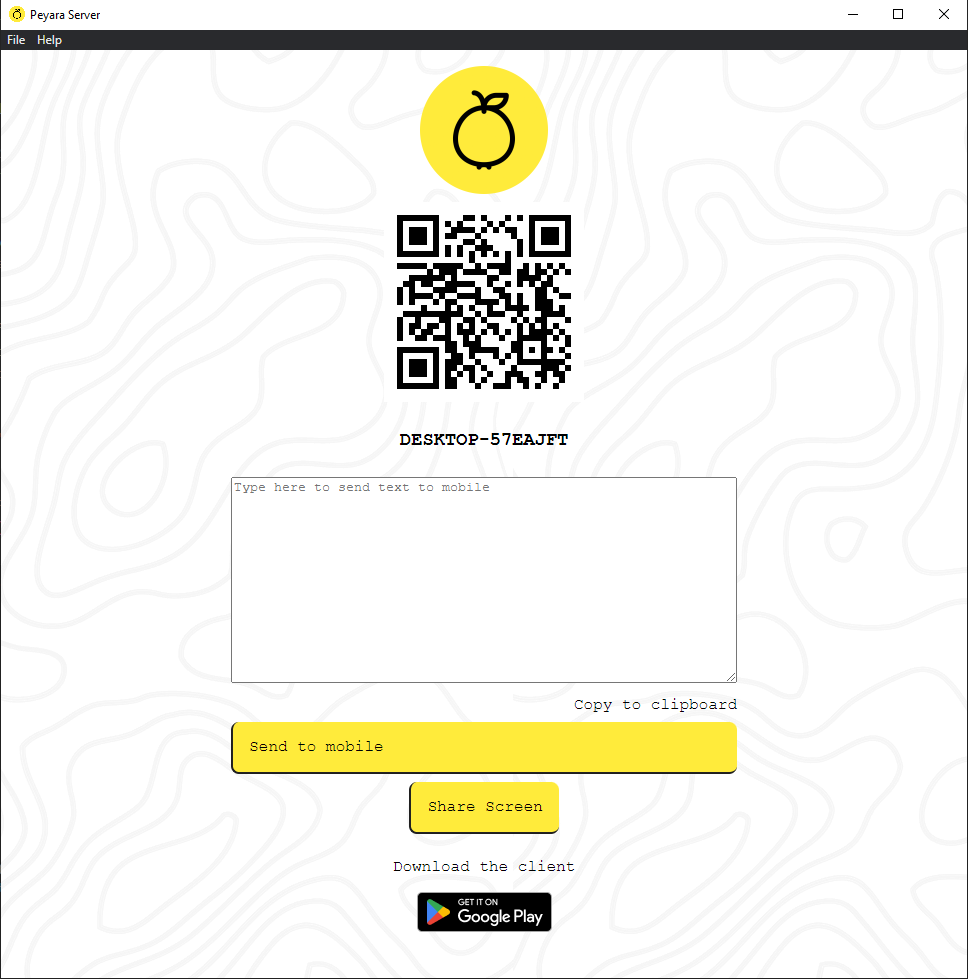 Peyara Server
File Help
DESKTOP-57EAJFT
Type here to send text to mobile
Copy to clipboard
Send to mobile
Share Screen
Download the client
GET IT ON
Google Play